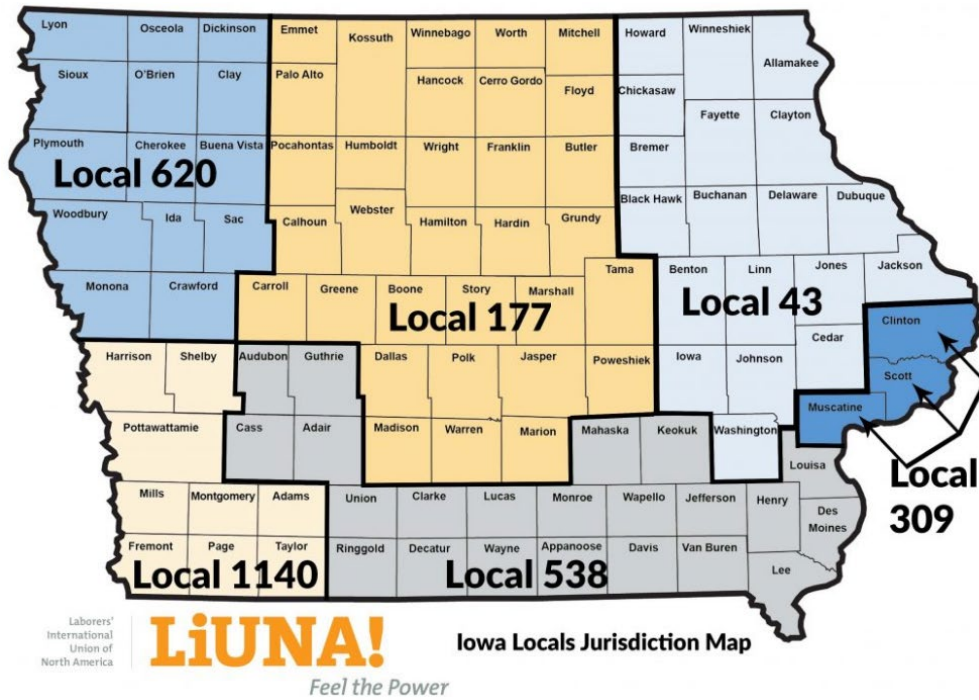 Lyon Osceola Dickinson Emmet Kossuth Winnebago Worth Mitchell Howard Winneshiek Allamakee
Sioux O'Brien Clay Palo Alto Hancock Cerro Gordo Floyd Chickasaw Fayette Clayton
Plymouth Cherokee Buena Vista Pocahontas Humboldt Wright Franklin Butler Bremer
Local 620
Woodbury Ida Sac Calhoun Webster Hamilton Hardin Grundy Black Hawk Buchanan Delaware Dubuque
Monona Crawford Carroll Greene Boone Story Marshall Tama Benton Linn Jones Jackson
Local 177 Local 43
Clinton
Harrison Shelby Audubon Guthrie Dallas Polk Jasper Poweshiek Iowa Johnson Cedar Scott
Muscatine
Pottawattamie Cass Adair Madison Warren Marion Mahaska Keokuk Washington Louisa
Local
309
Mills Montgomery Adams Union Clarke Lucas Monroe Wapello Jefferson Henry Des
Moines
Fremont Page Taylor Ringgold Decatur Wayne Appanoose Davis Van Buren Lee
Local 1140 Local 538
Laborers'
International
Union of
North America
LiUNA!
Feel the Power
Iowa Locals Jurisdiction Map